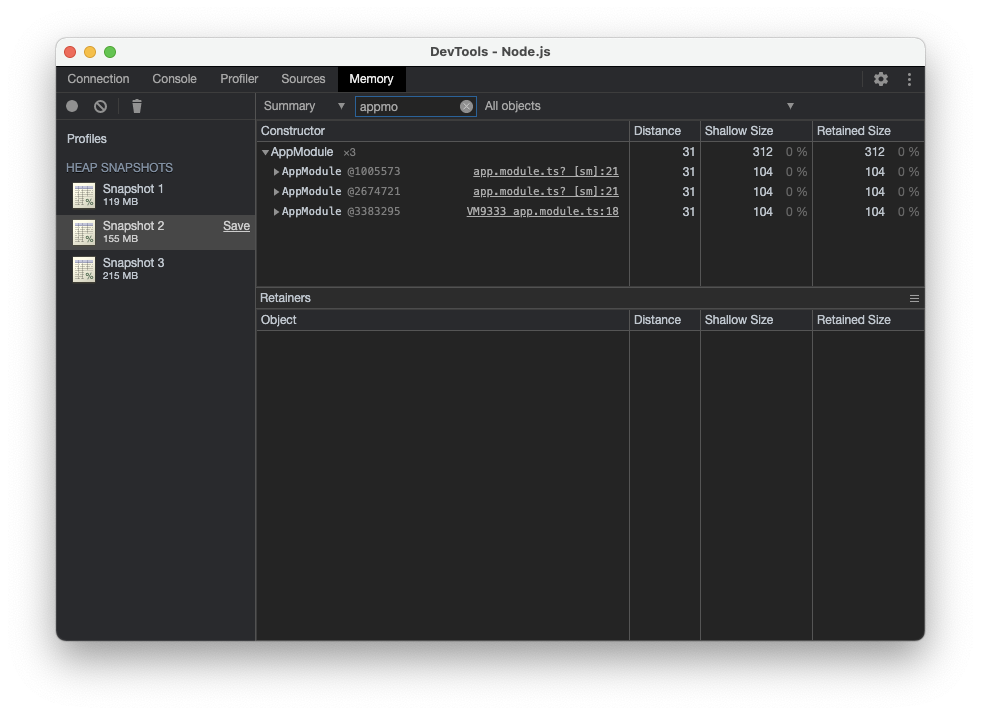 DevTools - Node.js
Connection Console Profiler Sources Memory
Summary ▼ appmo All objects ▼
Profiles
HEAP SNAPSHOTS
Snapshot 1
119 MB
Snapshot 2 Save
155 MB
Snapshot 3
215 MB
Constructor Distance Shallow Size Retained Size
AppModule ×3 31 312 0 % 312 0 %
AppModule @1005573 app.module.ts? [sm]:21 31 104 0 % 104 0 %
AppModule @2674721 app.module.ts? [sm]:21 31 104 0 % 104 0 %
AppModule @3383295 VM9333 app.module.ts:18 31 104 0 % 104 0 %
Retainers
Object Distance Shallow Size Retained Size